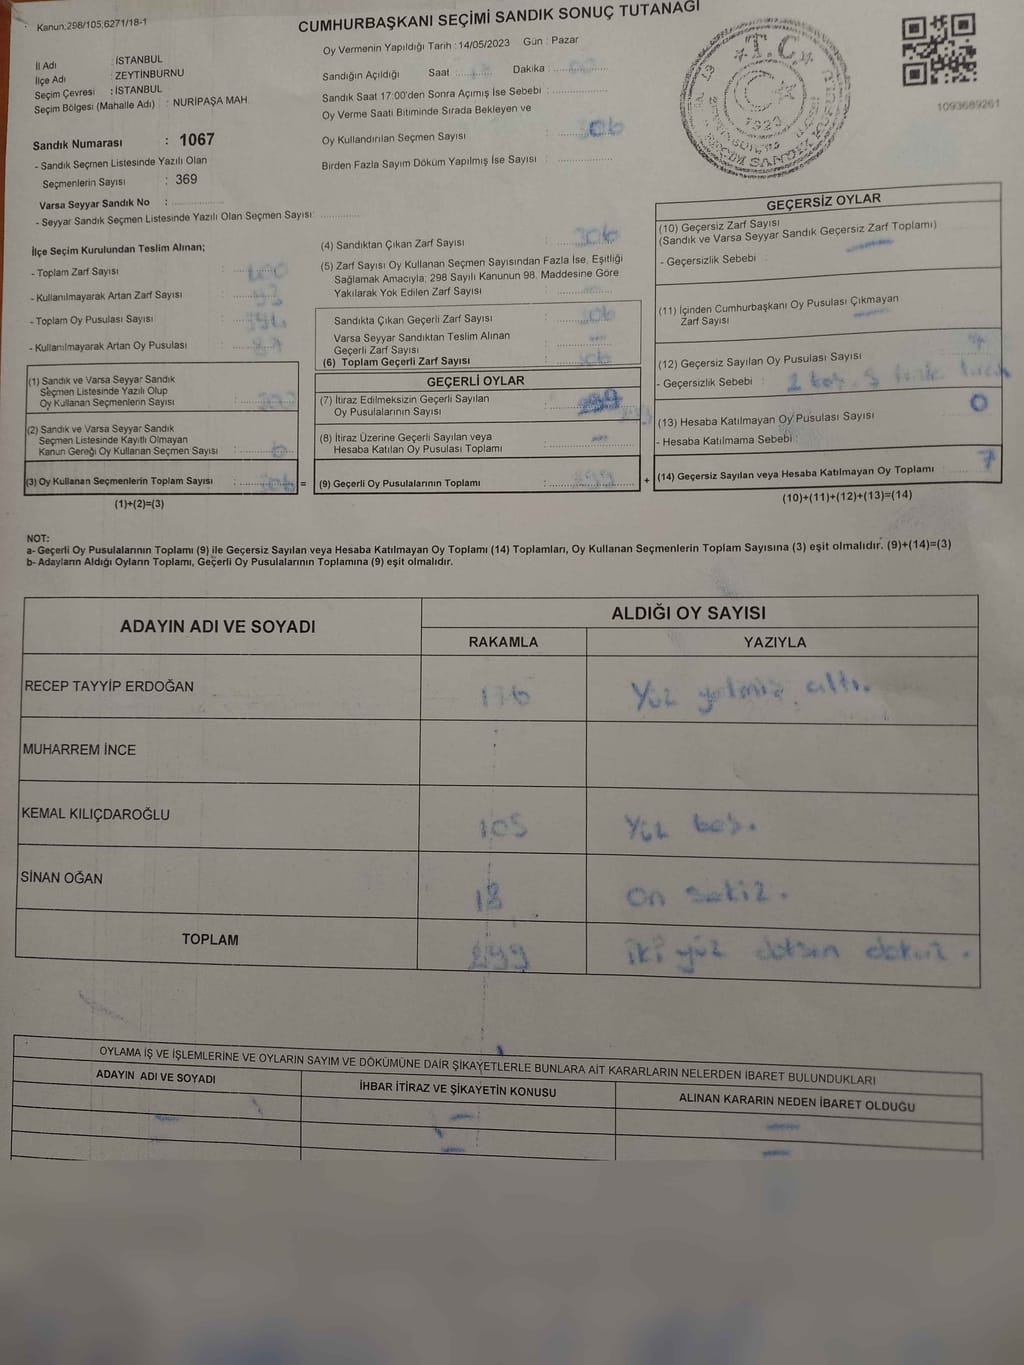 Kanun;298/105,6271/18-1
CUMHURBAŞKANI SEÇİMİ SANDIK SONUÇ TUTANAĞI
Oy Vermenin Yapıldığı Tarih :14/05/2023 Gün : Pazar
İl Adı : İSTANBUL
İlçe Adı : ZEYTİNBURNU
Seçim Çevresi : İSTANBUL
Seçim Bölgesi (Mahalle Adı) : NURİPAŞA MAH.
Sandık Numarası : 1067
- Sandık Seçmen Listesinde Yazılı Olan
Seçmenlerin Sayısı : 369
Varsa Seyyar Sandık No :
- Seyyar Sandık Seçmen Listesinde Yazılı Olan Seçmen Sayısı:
Sandığın Açıldığı Saat Dakika :
Sandık Saat 17:00'den Sonra Açımış İse Sebebi :
Oy Verme Saati Bitiminde Sırada Bekleyen ve
Oy Kullandırılan Seçmen Sayısı : 306
Birden Fazla Sayım Döküm Yapılmış İse Sayısı :
T.C.
1923
1093689261
İlçe Seçim Kurulundan Teslim Alınan;
- Toplam Zarf Sayısı : 400
- Kullanılmayarak Artan Zarf Sayısı :
- Toplam Oy Pusulası Sayısı :
- Kullanılmayarak Artan Oy Pusulası :
(1) Sandık ve Varsa Seyyar Sandık
Seçmen Listesinde Yazılı Olup
Oy Kullanan Seçmenlerin Sayısı : 300
(2) Sandık ve Varsa Seyyar Sandık
Seçmen Listesinde Kayıtlı Olmayan
Kanun Gereği Oy Kullanan Seçmen Sayısı : 6
(3) Oy Kullanan Seçmenlerin Toplam Sayısı : 306 =
(1)+(2)=(3)
(4) Sandıktan Çıkan Zarf Sayısı : 306
(5) Zarf Sayısı Oy Kullanan Seçmen Sayısından Fazla İse, Eşitliği
Sağlamak Amacıyla; 298 Sayılı Kanunun 98. Maddesine Göre
Yakılarak Yok Edilen Zarf Sayısı :
Sandıkta Çıkan Geçerli Zarf Sayısı : 306
Varsa Seyyar Sandıktan Teslim Alınan
Geçerli Zarf Sayısı :
(6) Toplam Geçerli Zarf Sayısı : 306
GEÇERLİ OYLAR
(7) İtiraz Edilmeksizin Geçerli Sayılan
Oy Pusulalarının Sayısı : 299
(8) İtiraz Üzerine Geçerli Sayılan veya
Hesaba Katılan Oy Pusulası Toplamı :
(9) Geçerli Oy Pusulalarının Toplamı : 299 +
GEÇERSİZ OYLAR
(10) Geçersiz Zarf Sayısı
(Sandık ve Varsa Seyyar Sandık Geçersiz Zarf Toplamı)
- Geçersizlik Sebebi :
(11) İçinden Cumhurbaşkanı Oy Pusulası Çıkmayan
Zarf Sayısı
(12) Geçersiz Sayılan Oy Pusulası Sayısı 7
- Geçersizlik Sebebi :
(13) Hesaba Katılmayan Oy Pusulası Sayısı 0
- Hesaba Katılmama Sebebi :
(14) Geçersiz Sayılan veya Hesaba Katılmayan Oy Toplamı 7
(10)+(11)+(12)+(13)=(14)
NOT:
a- Geçerli Oy Pusulalarının Toplamı (9) ile Geçersiz Sayılan veya Hesaba Katılmayan Oy Toplamı (14) Toplamları, Oy Kullanan Seçmenlerin Toplam Sayısına (3) eşit olmalıdır. (9)+(14)=(3)
b- Adayların Aldığı Oyların Toplamı, Geçerli Oy Pusulalarının Toplamına (9) eşit olmalıdır.
ADAYIN ADI VE SOYADI
ALDIĞI OY SAYISI
RAKAMLA YAZIYLA
RECEP TAYYİP ERDOĞAN 176 Yüz yetmiş altı.
MUHARREM İNCE
KEMAL KILIÇDAROĞLU 105 Yüz beş.
SİNAN OĞAN 18 on sekiz.
TOPLAM 299 iki yüz doksan dokuz.
OYLAMA İŞ VE İŞLEMLERİNE VE OYLARIN SAYIM VE DÖKÜMÜNE DAİR ŞİKAYETLERLE BUNLARA AİT KARARLARIN NELERDEN İBARET BULUNDUKLARI
ADAYIN ADI VE SOYADI İHBAR İTİRAZ VE ŞİKAYETİN KONUSU ALINAN KARARIN NEDEN İBARET OLDUĞU